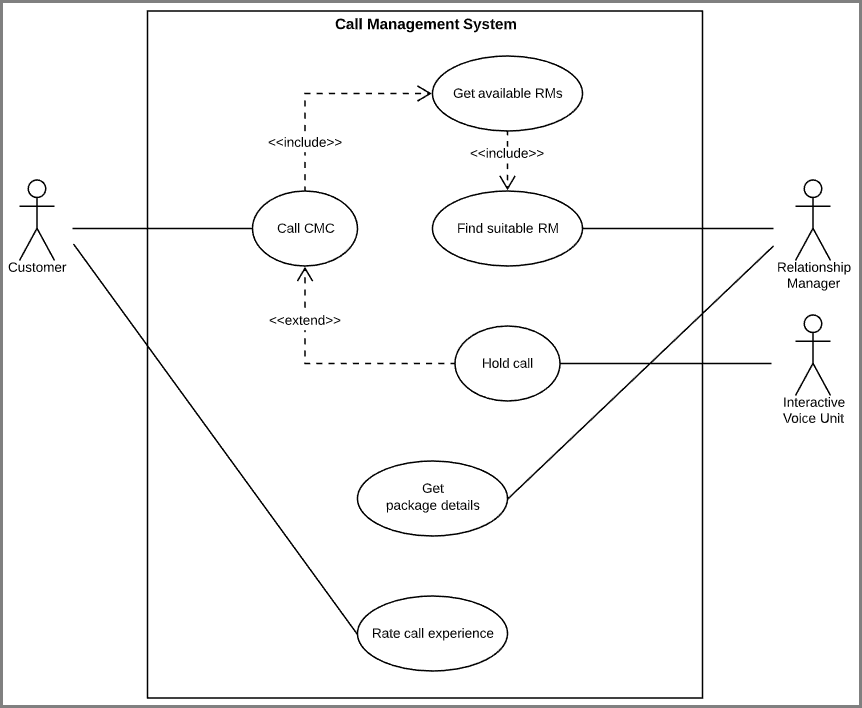 Call Management System
Get available RMs
<<include>>
<<include>>
Call CMC
Find suitable RM
Customer
Relationship
Manager
<<extend>>
Hold call
Interactive
Voice Unit
Get
package details
Rate call experience